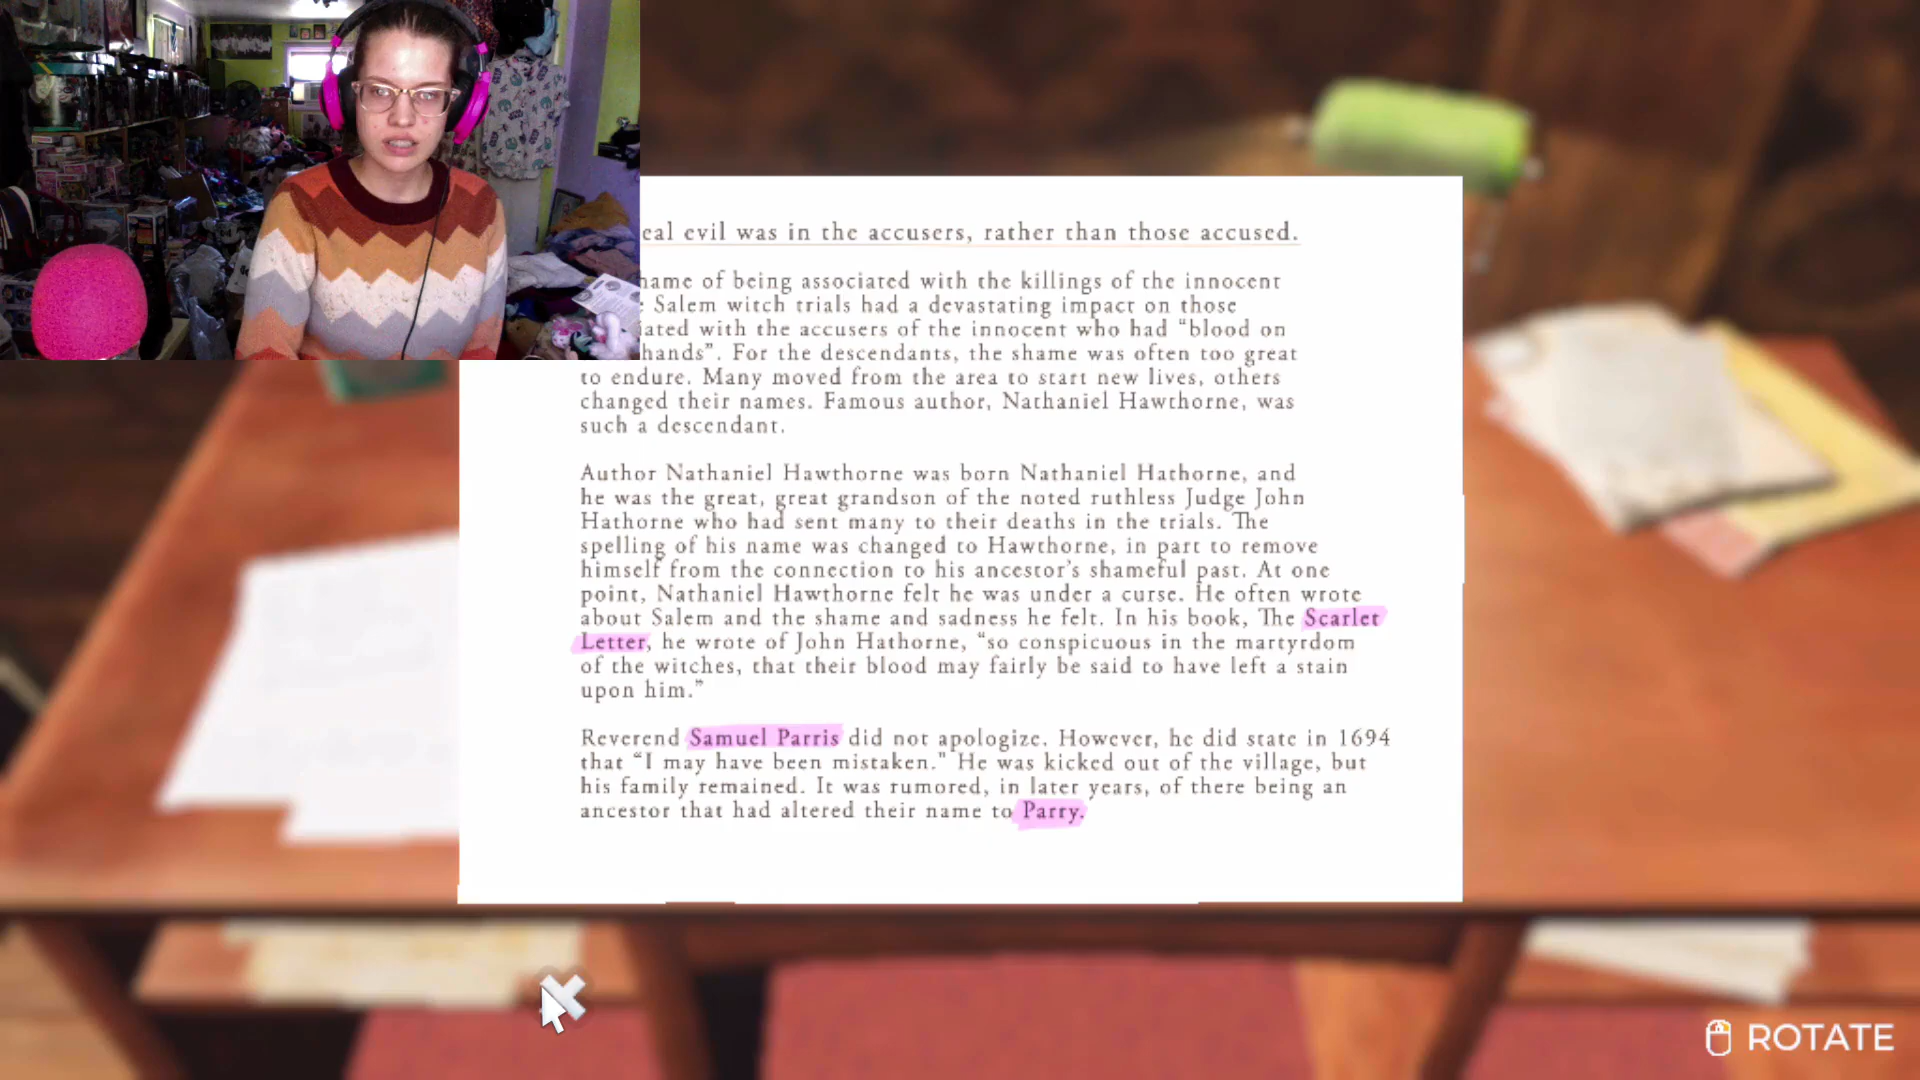 eal evil was in the accusers, rather than those accused.
name of being associated with the killings of the innocent
Salem witch trials had a devastating impact on those
iated with the accusers of the innocent who had “blood on
hands”. For the descendants, the shame was often too great
to endure. Many moved from the area to start new lives, others
changed their names. Famous author, Nathaniel Hawthorne, was
such a descendant.
Author Nathaniel Hawthorne was born Nathaniel Hathorne, and
he was the great, great grandson of the noted ruthless Judge John
Hathorne who had sent many to their deaths in the trials. The
spelling of his name was changed to Hawthorne, in part to remove
himself from the connection to his ancestor’s shameful past. At one
point, Nathaniel Hawthorne felt he was under a curse. He often wrote
about Salem and the shame and sadness he felt. In his book, The Scarlet
Letter, he wrote of John Hathorne, “so conspicuous in the martyrdom
of the witches, that their blood may fairly be said to have left a stain
upon him.”
Reverend Samuel Parris did not apologize. However, he did state in 1694
that “I may have been mistaken.” He was kicked out of the village, but
his family remained. It was rumored, in later years, of there being an
ancestor that had altered their name to Parry.
ROTATE